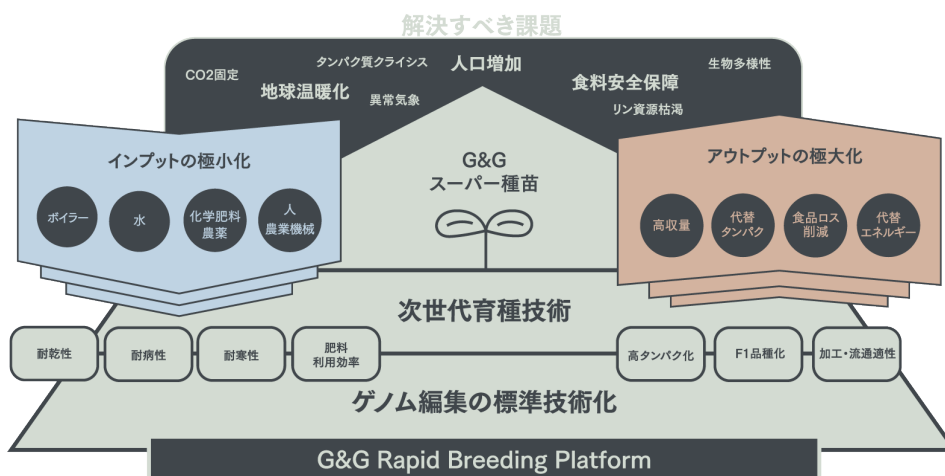 解決すべき課題
CO2固定
タンパク質クライシス
人口増加
生物多様性
地球温暖化
異常気象
食料安全保障
リン資源枯渇
インプットの極小化
ボイラー
水
化学肥料
農薬
人
農業機械
G&G
スーパー種苗
アウトプットの極大化
高収量
代替
タンパク
食品ロス
削減
代替
エネルギー
次世代育種技術
耐乾性
耐病性
耐寒性
肥料
利用効率
高タンパク化
F1品種化
加工・流通適性
ゲノム編集の標準技術化
G&G Rapid Breeding Platform